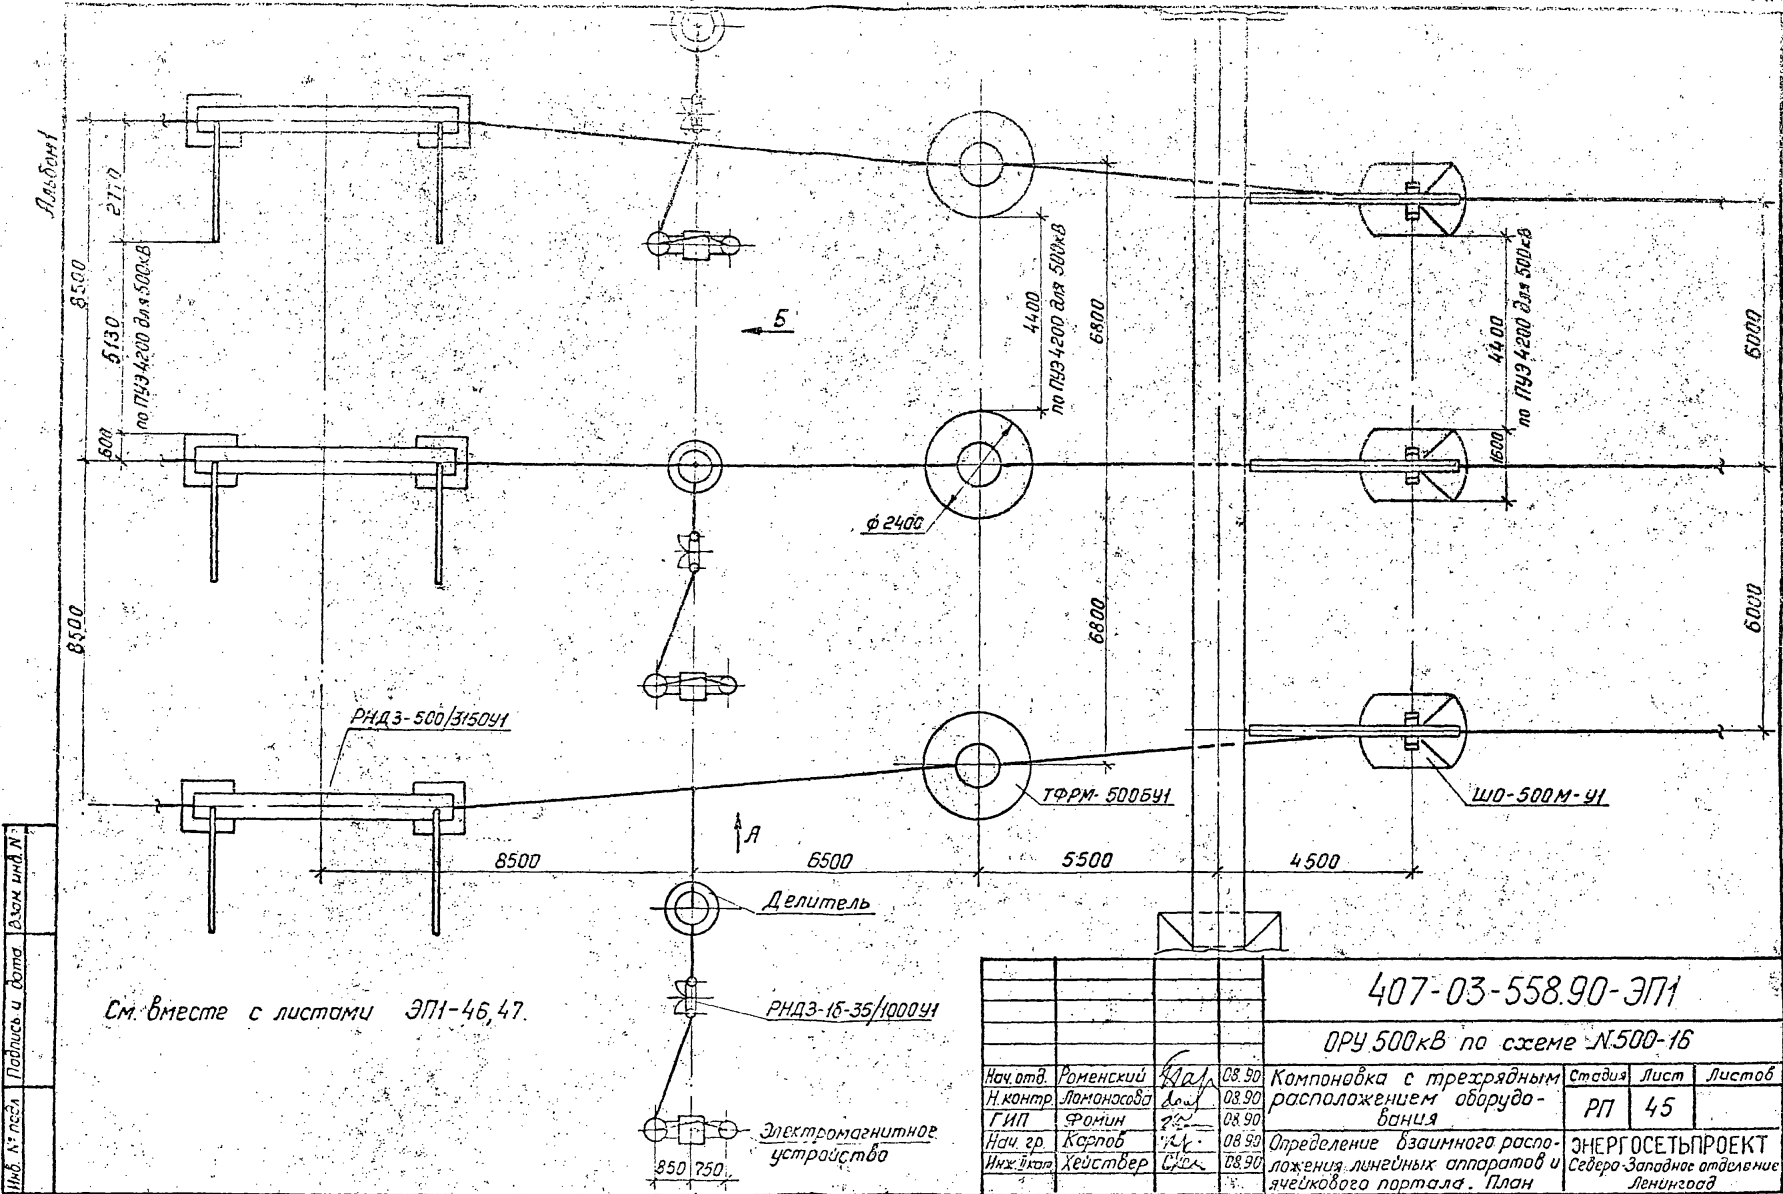 Альбом 1
8500
2770
5130
по ПУЭ 4200 для 500кВ
600
8500
Б
4400
по ПУЭ 4200 для 500кВ
6800
6800
ф 2400
4400
по ПУЭ 4200 для 500кВ
1600
6000
6000
РНДЗ-500/3150У1
ТФРМ-500БУ1
ШО-500М-У1
А
8500
6500
5500
4500
Делитель
РНДЗ-1б-35/1000У1
Электромагнитное
устройство
850
750
См. вместе с листами ЭП1-46,47.
407-03-558.90-ЭП1
ОРУ 500кВ по схеме N500-16
Нач. отд. Роменский 08.90
Н.контр. Ломоносова 08.90
ГИП Фомин 08.90
Нач. гр. Карпов 08.90
Инж. II кат. Хействер 08.90
Компоновка с трехрядным
расположением оборудо-
вания
Стадия Лист Листов
РП 45
Определение взаимного распо-
ложения линейных аппаратов и
ячейкового портала. План
ЭНЕРГОСЕТЬПРОЕКТ
Северо-Западное отделение
Ленинград
Инв. № подл. Подпись и дата Взам инв. N